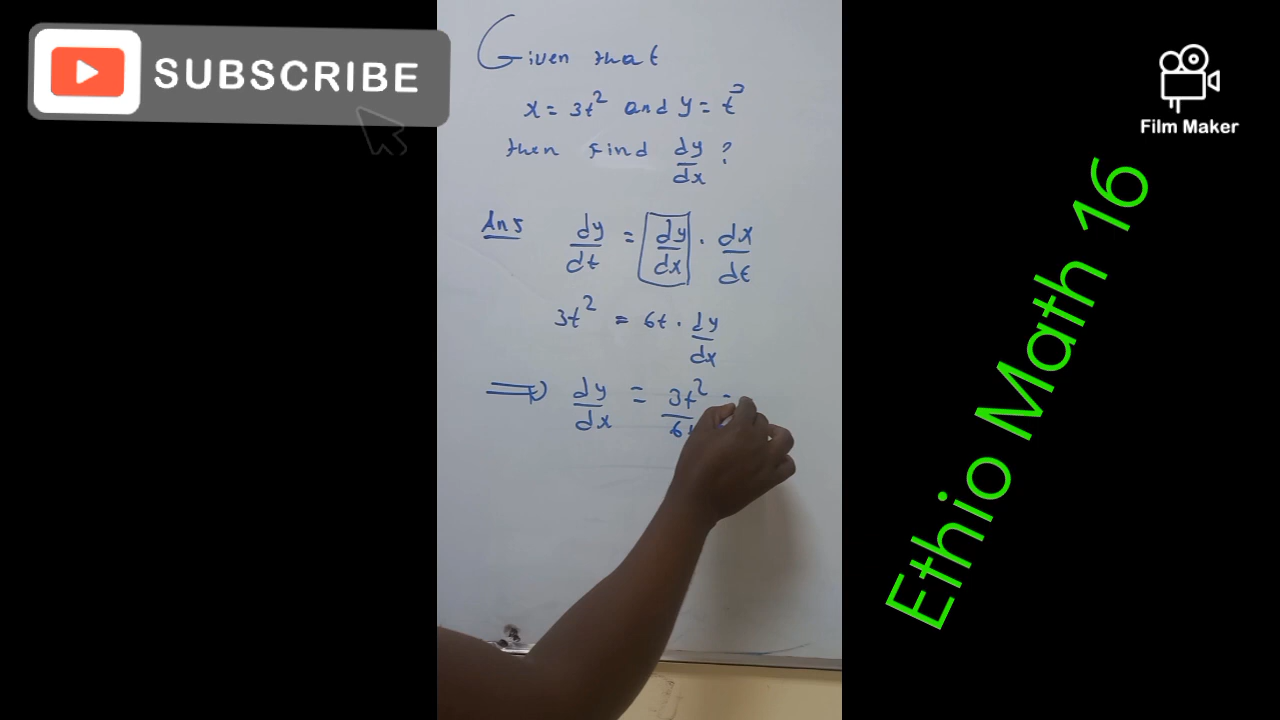 SUBSCRIBE
Film Maker
Ethio Math 16
Given that
x = 3t² and y = t³
then find dy/dx ?
Ans dy/dt = dy/dx · dx/dt
3t² = 6t · dy/dx
⟹ dy/dx = 3t²/6t =